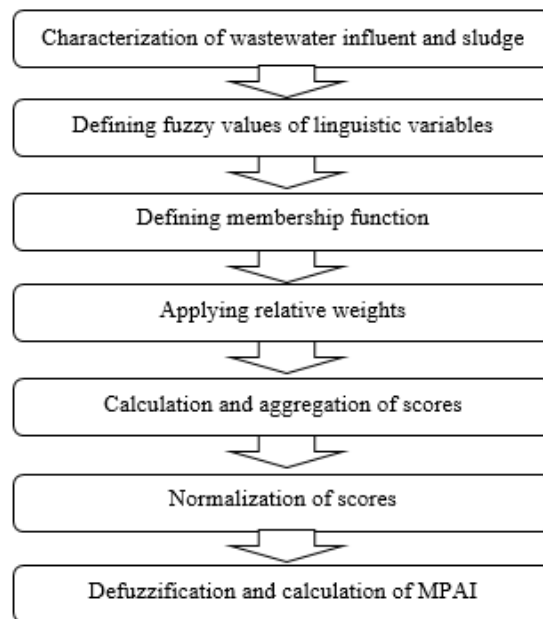 Characterization of wastewater influent and sludge
Defining fuzzy values of linguistic variables
Defining membership function
Applying relative weights
Calculation and aggregation of scores
Normalization of scores
Defuzzification and calculation of MPAI